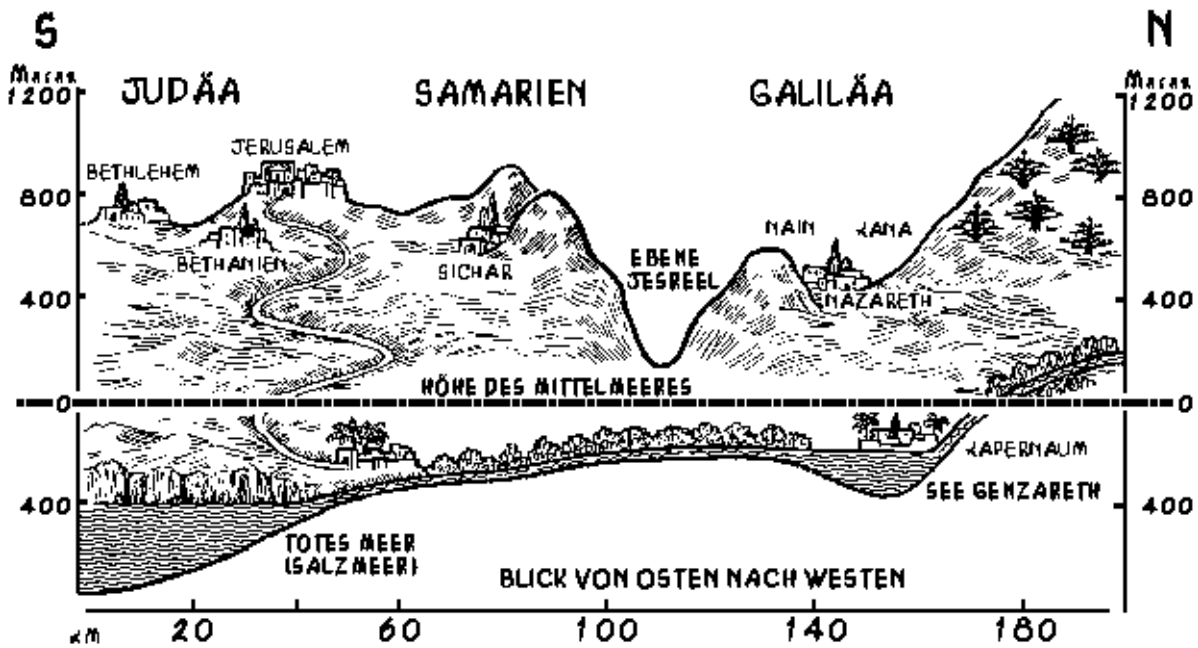 S
N
METER
METER
1200
JUDÄA
SAMARIEN
GALILÄA
1200
JERUSALEM
BETHLEHEM
800
800
NAIN
KANA
BETHANIEN
SICHAR
EBENE
JESREEL
400
NAZARETH
400
HÖHE DES MITTELMEERES
0
0
KAPERNAUM
400
SEE GENZARETH
400
TOTES MEER
(SALZMEER)
BLICK VON OSTEN NACH WESTEN
KM
20
60
100
140
180